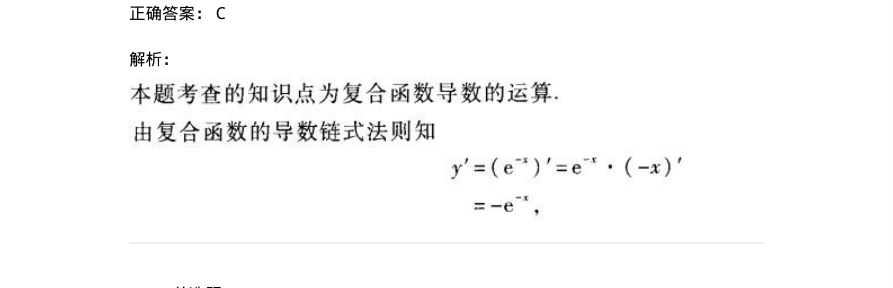 正确答案： C
解析：
本题考查的知识点为复合函数导数的运算.
由复合函数的导数链式法则知
y′=(e⁻ˣ)′=e⁻ˣ·(-x)′
=-e⁻ˣ,